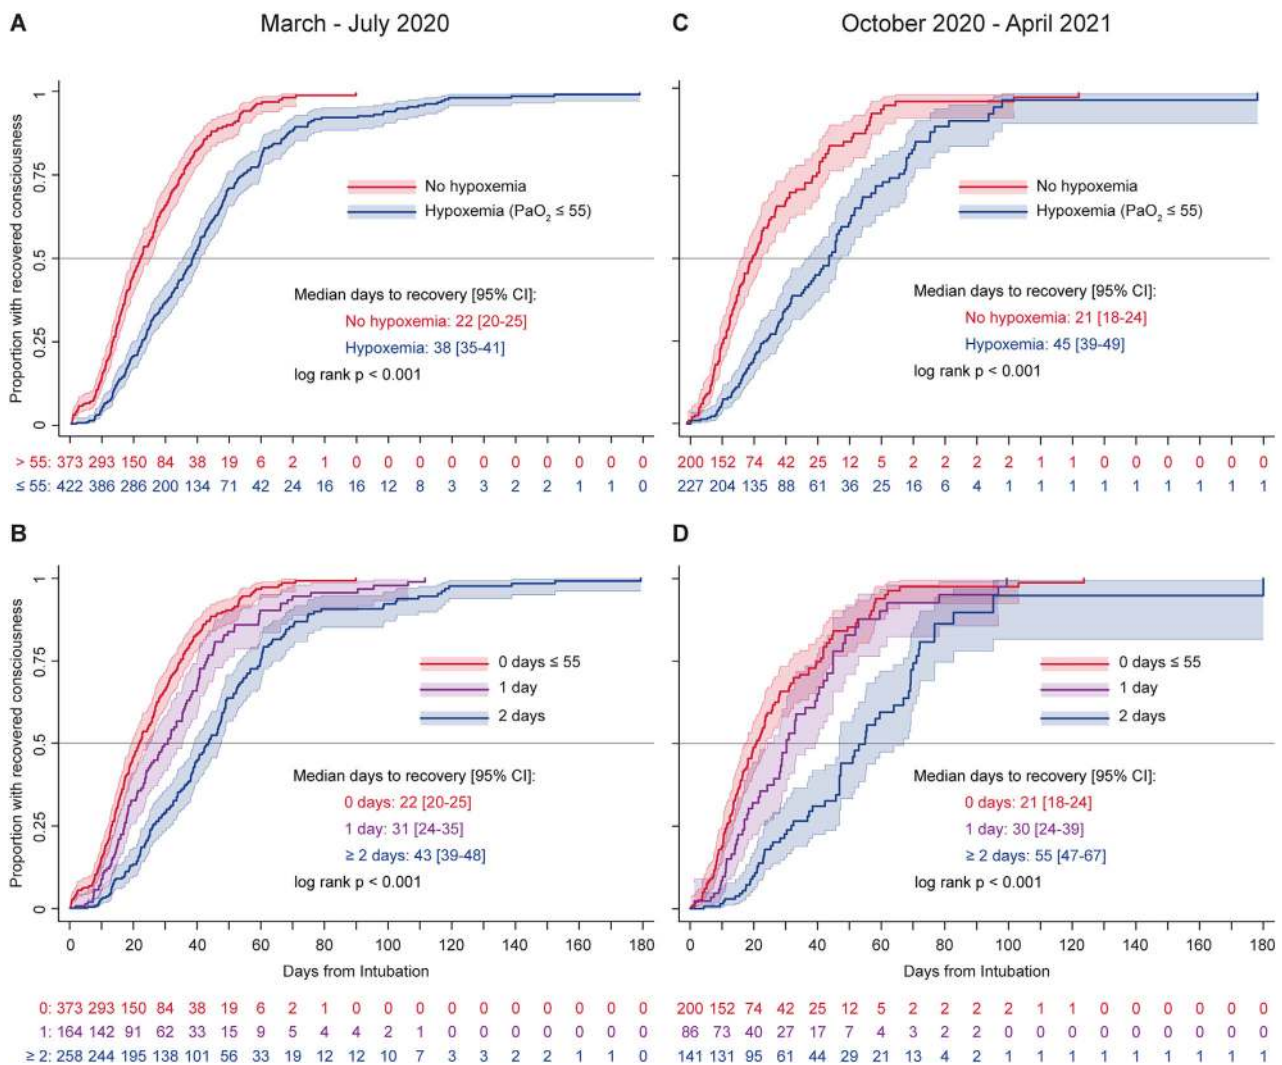 A
March - July 2020
C
October 2020 - April 2021
Proportion with recovered consciousness
1
0.75
0.5
0.25
0
No hypoxemia
Hypoxemia (PaO2 ≤ 55)
Median days to recovery [95% CI]:
No hypoxemia: 22 [20-25]
Hypoxemia: 38 [35-41]
log rank p < 0.001
> 55: 373 293 150 84 38 19 6 2 1 0 0 0 0 0 0 0 0 0 0
≤ 55: 422 386 286 200 134 71 42 24 16 16 12 8 3 3 2 2 1 1 0
1
0.75
0.5
0.25
0
No hypoxemia
Hypoxemia (PaO2 ≤ 55)
Median days to recovery [95% CI]:
No hypoxemia: 21 [18-24]
Hypoxemia: 45 [39-49]
log rank p < 0.001
200 152 74 42 25 12 5 2 2 2 2 1 1 0 0 0 0 0 0
227 204 135 88 61 36 25 16 6 4 1 1 1 1 1 1 1 1 1
B
D
Proportion with recovered consciousness
1
0.75
0.5
0.25
0
0 days ≤ 55
1 day
2 days
Median days to recovery [95% CI]:
0 days: 22 [20-25]
1 day: 31 [24-35]
≥ 2 days: 43 [39-48]
log rank p < 0.001
0 20 40 60 80 100 120 140 160 180
Days from Intubation
0: 373 293 150 84 38 19 6 2 1 0 0 0 0 0 0 0 0 0 0
1: 164 142 91 62 33 15 9 5 4 4 2 1 0 0 0 0 0 0 0
≥ 2: 258 244 195 138 101 56 33 19 12 12 10 7 3 3 2 2 1 1 0
1
0.75
0.5
0.25
0
0 days ≤ 55
1 day
2 days
Median days to recovery [95% CI]:
0 days: 21 [18-24]
1 day: 30 [24-39]
≥ 2 days: 55 [47-67]
log rank p < 0.001
0 20 40 60 80 100 120 140 160 180
Days from Intubation
200 152 74 42 25 12 5 2 2 2 2 1 1 0 0 0 0 0 0
86 73 40 27 17 7 4 3 2 2 0 0 0 0 0 0 0 0 0
141 131 95 61 44 29 21 13 4 2 1 1 1 1 1 1 1 1 1